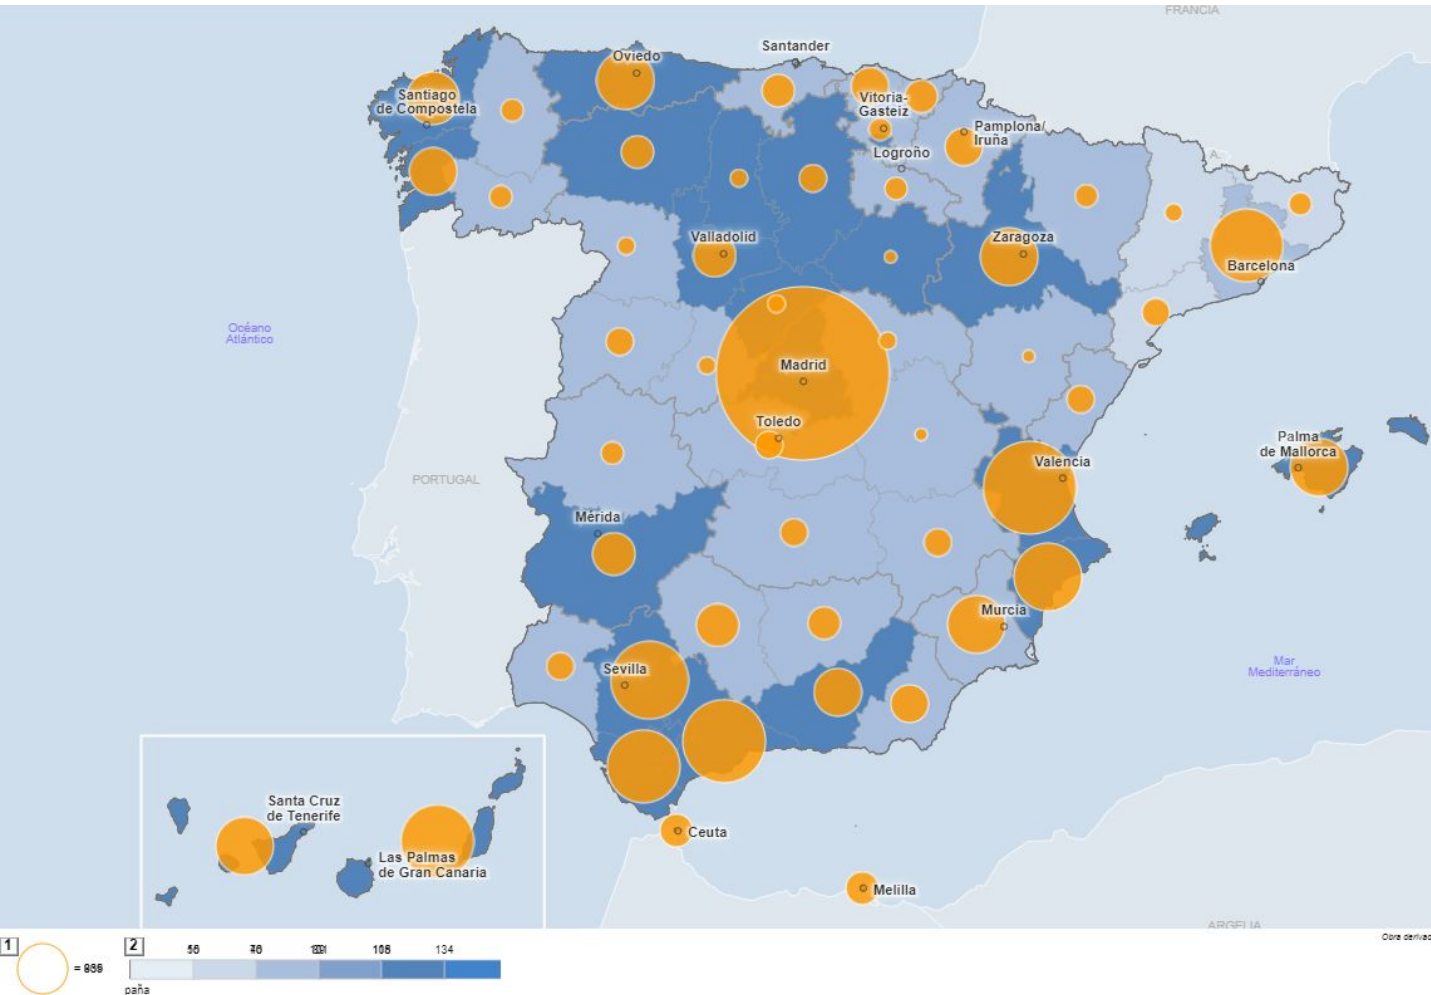 FRANCIA
Santander
Oviedo
Santiago
de Compostela
Vitoria-
Gasteiz
Pamplona/
Iruña
Logroño
A.
Valladolid
Zaragoza
Barcelona
Océano
Atlántico
Madrid
Toledo
Palma
de Mallorca
Valencia
PORTUGAL
Mérida
Murcia
Mar
Mediterráneo
Sevilla
Santa Cruz
de Tenerife
Las Palmas
de Gran Canaria
Ceuta
Melilla
ARGELIA
Obra derivad
1
2
134
paña